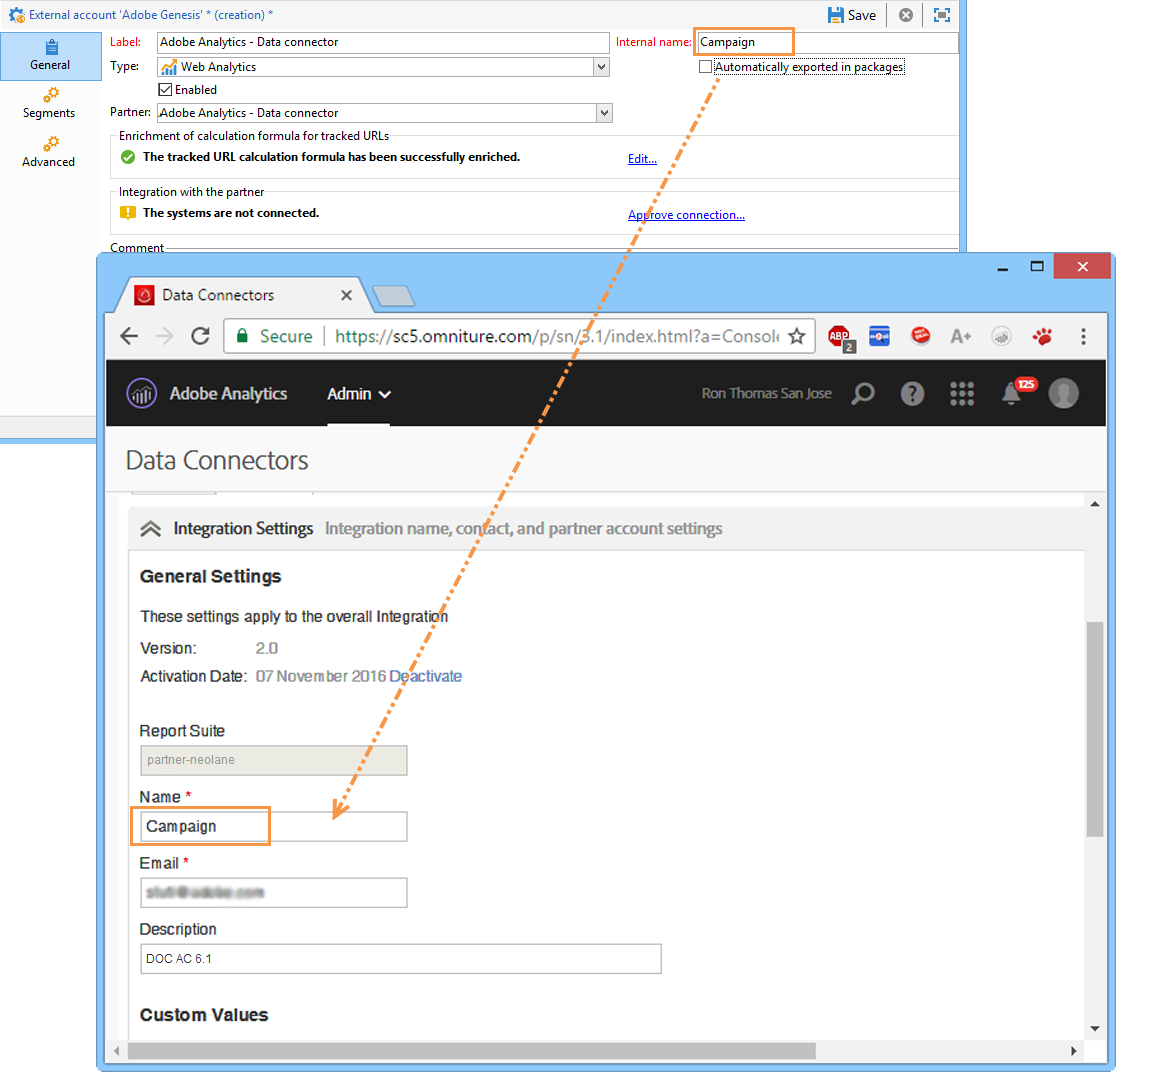 External account 'Adobe Genesis' * (creation) *
Save
General
Segments
Advanced
Label: Adobe Analytics - Data connector
Internal name: Campaign
Type: Web Analytics
Automatically exported in packages
Enabled
Partner: Adobe Analytics - Data connector
Enrichment of calculation formula for tracked URLs
The tracked URL calculation formula has been successfully enriched.
Edit...
Integration with the partner
The systems are not connected.
Approve connection...
Comment
Data Connectors
Secure https://sc5.omniture.com/p/sn/3.1/index.html?a=Consol
ABP
2
A+
Adobe Analytics
Admin
Ron Thomas San Jose
125
Data Connectors
Integration Settings Integration name, contact, and partner account settings
General Settings
These settings apply to the overall Integration
Version: 2.0
Activation Date: 07 November 2016 Deactivate
Report Suite
partner-neolane
Name *
Campaign
Email *
Description
DOC AC 6.1
Custom Values